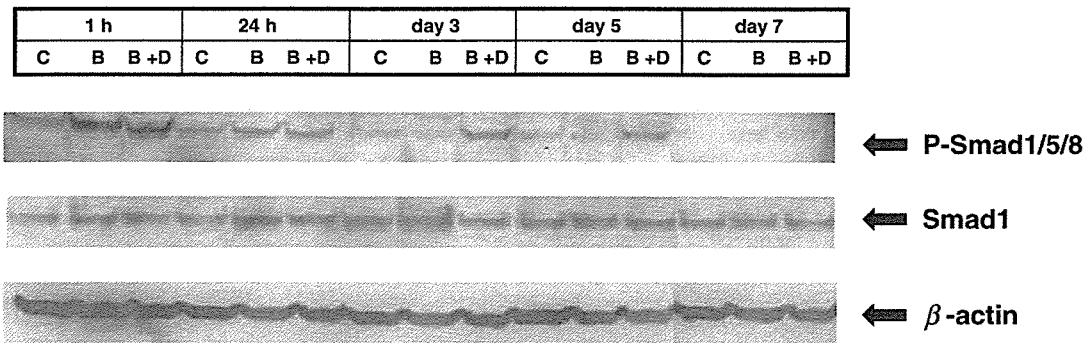 1 h 24 h day 3 day 5 day 7
C B B +D C B B +D C B B +D C B B +D C B B +D
P-Smad1/5/8
Smad1
β-actin